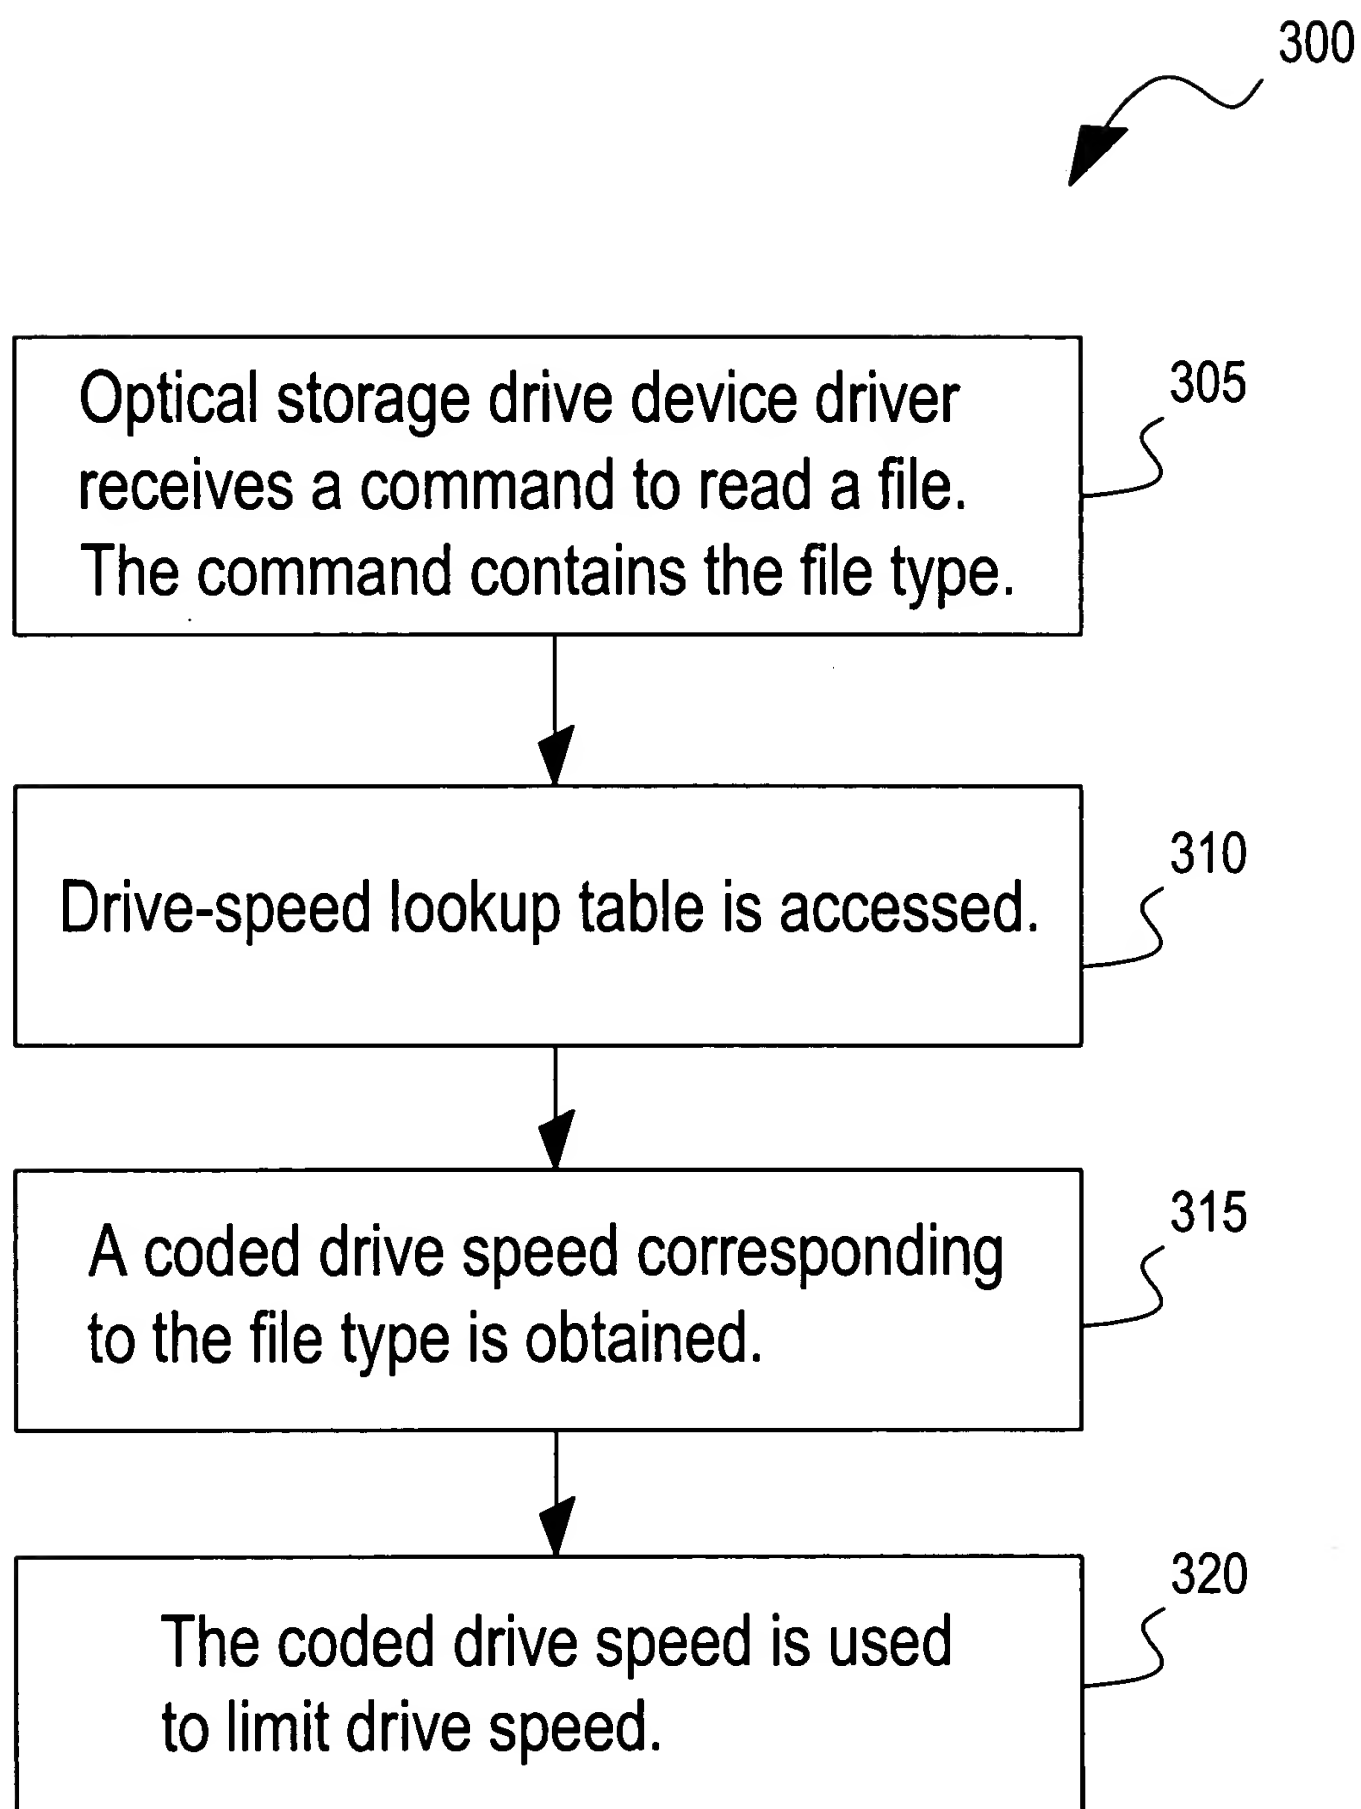 300
Optical storage drive device driver
receives a command to read a file.
The command contains the file type.
305
Drive-speed lookup table is accessed.
310
A coded drive speed corresponding
to the file type is obtained.
315
The coded drive speed is used
to limit drive speed.
320